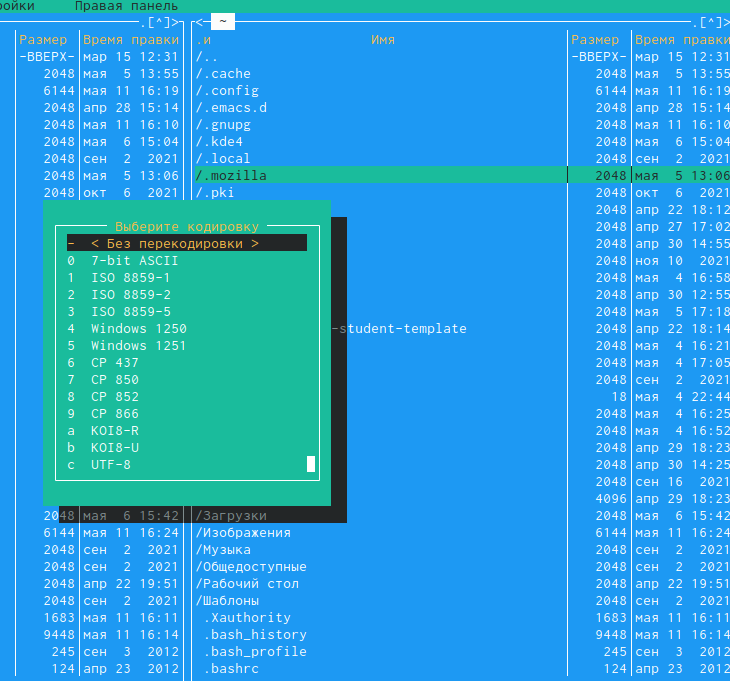 ройки Правая панель
.[^]> < ~ .[^]>
Размер Время правки .и Имя Размер Время правки
-ВВЕРХ- мар 15 12:31 /.. -ВВЕРХ- мар 15 12:31
2048 мая 5 13:55 /.cache 2048 мая 5 13:55
6144 мая 11 16:19 /.config 6144 мая 11 16:19
2048 апр 28 15:14 /.emacs.d 2048 апр 28 15:14
2048 мая 11 16:10 /.gnupg 2048 мая 11 16:10
2048 мая 6 15:04 /.kde4 2048 мая 6 15:04
2048 сен 2 2021 /.local 2048 сен 2 2021
2048 мая 5 13:06 /.mozilla 2048 мая 5 13:06
2048 окт 6 2021 /.pki 2048 окт 6 2021
2048 апр 22 18:12
Выберите кодировку 2048 апр 27 17:02
- < Без перекодировки > 2048 апр 30 14:55
0 7-bit ASCII 2048 ноя 10 2021
1 ISO 8859-1 2048 мая 4 16:58
2 ISO 8859-2 2048 апр 30 12:55
3 ISO 8859-5 2048 мая 5 17:18
4 Windows 1250 -student-template 2048 апр 22 18:14
5 Windows 1251 2048 мая 4 16:21
6 CP 437 2048 мая 4 17:05
7 CP 850 2048 сен 2 2021
8 CP 852 18 мая 4 22:44
9 CP 866 2048 мая 4 16:25
a KOI8-R 2048 мая 4 16:52
b KOI8-U 2048 апр 29 18:23
c UTF-8 2048 апр 30 14:25
2048 сен 16 2021
4096 апр 29 18:23
2048 мая 6 15:42 /Загрузки 2048 мая 6 15:42
6144 мая 11 16:24 /Изображения 6144 мая 11 16:24
2048 сен 2 2021 /Музыка 2048 сен 2 2021
2048 сен 2 2021 /Общедоступные 2048 сен 2 2021
2048 апр 22 19:51 /Рабочий стол 2048 апр 22 19:51
2048 сен 2 2021 /Шаблоны 2048 сен 2 2021
1683 мая 11 16:11 .Xauthority 1683 мая 11 16:11
9448 мая 11 16:14 .bash_history 9448 мая 11 16:14
245 сен 3 2012 .bash_profile 245 сен 3 2012
124 апр 23 2012 .bashrc 124 апр 23 2012